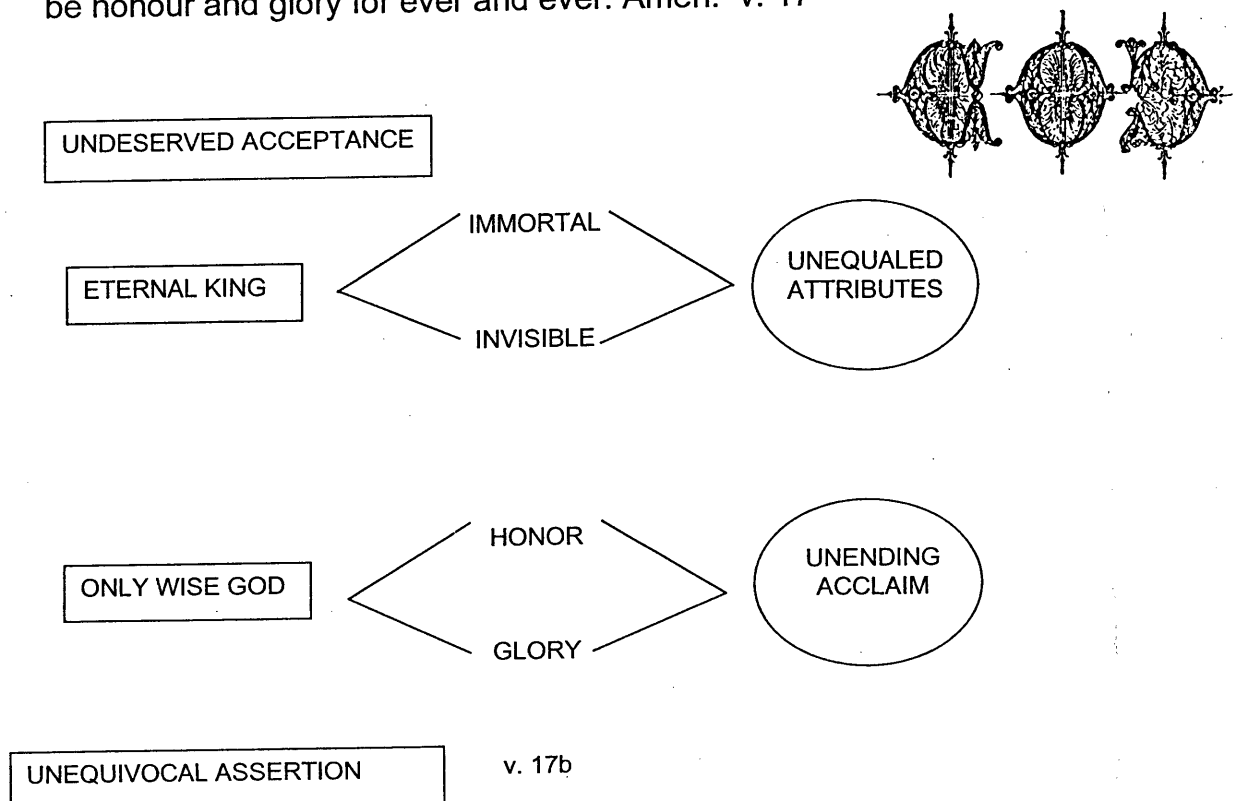 be honour and glory for ever and ever. Amen. v. 17
UNDESERVED ACCEPTANCE
IMMORTAL
ETERNAL KING
UNEQUALED
ATTRIBUTES
INVISIBLE
HONOR
ONLY WISE GOD
UNENDING
ACCLAIM
GLORY
UNEQUIVOCAL ASSERTION
v. 17b